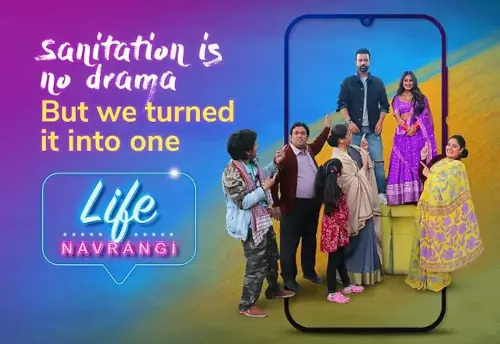 sanitation is
no drama
But we turned
it into one
Life
NAVRANGI